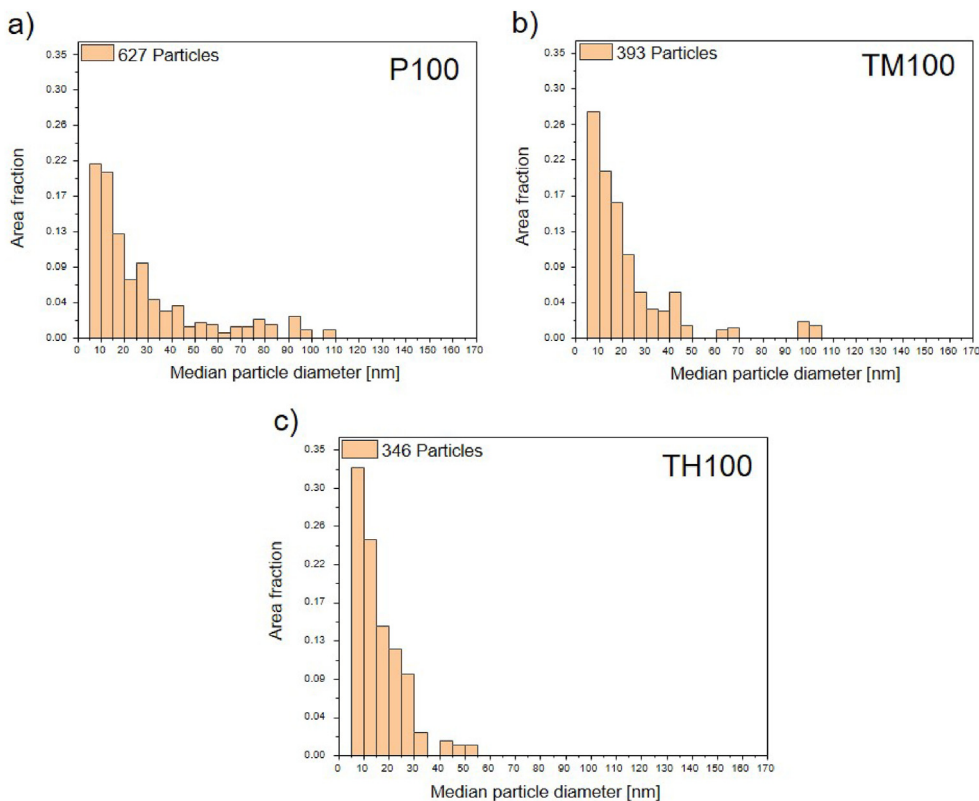 a)
627 Particles
P100
0.35
0.30
0.26
0.22
0.17
0.13
0.09
0.04
0.00
Area fraction
0 10 20 30 40 50 60 70 80 90 100 110 120 130 140 150 160 170
Median particle diameter [nm]
b)
393 Particles
TM100
0.35
0.30
0.26
0.22
0.17
0.13
0.09
0.04
0.00
Area fraction
0 10 20 30 40 50 60 70 80 90 100 110 120 130 140 150 160 170
Median particle diameter [nm]
c)
346 Particles
TH100
0.35
0.30
0.26
0.22
0.17
0.13
0.09
0.04
0.00
Area fraction
0 10 20 30 40 50 60 70 80 90 100 110 120 130 140 150 160 170
Median particle diameter [nm]